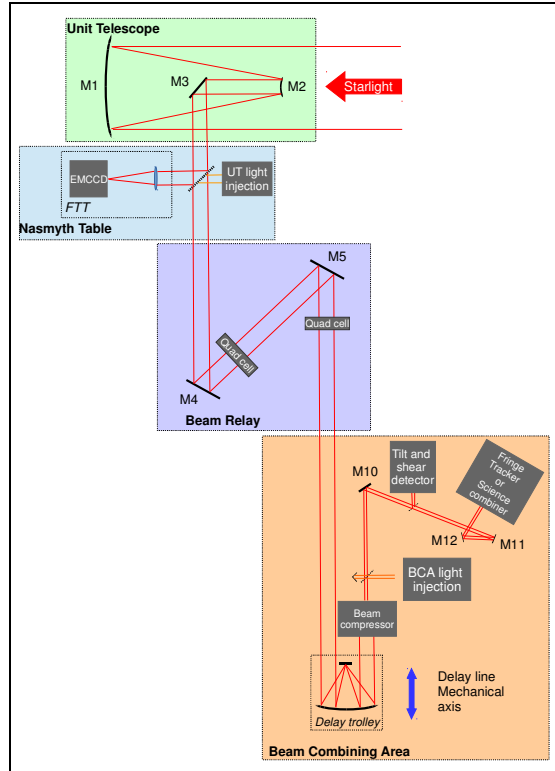 Unit Telescope
M3
M1
M2
Starlight
EMCCD
UT light
injection
FTT
Nasmyth Table
M5
Quad cell
Quad cell
M4
Beam Relay
Tilt and
shear
detector
Fringe
Tracker
or
Science
combiner
M10
M12
M11
BCA light
injection
Beam
compressor
Delay line
Mechanical
axis
Delay trolley
Beam Combining Area